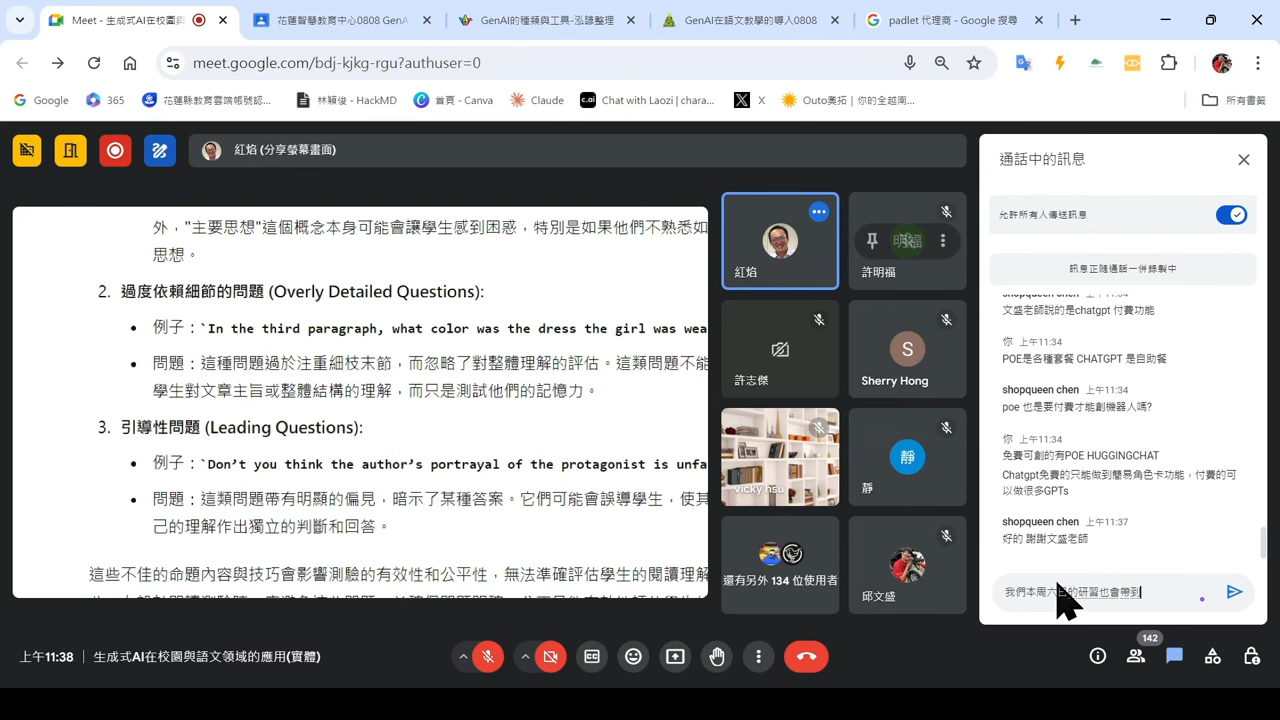 Meet - 生成式AI在校園與
花蓮智慧教育中心0808 GenA
GenAI的種類與工具-泓諺整理
GenAI在語文教學的導入0808
padlet 代理商 - Google 搜尋
meet.google.com/bdj-kjkg-rgu?authuser=0
Google
365
花蓮縣教育雲端帳號認...
林穎俊 - HackMD
首頁 - Canva
Claude
c.ai
Chat with Laozi (chara...
X
Outo奧拓|你的全越南...
所有書籤
紅焰 (分享螢幕畫面)
外，"主要思想"這個概念本身可能會讓學生感到困惑，特別是如果他們不熟悉如
思想。
2. 過度依賴細節的問題 (Overly Detailed Questions):
• 例子：`In the third paragraph, what color was the dress the girl was wea
• 問題：這種問題過於注重細枝末節，而忽略了對整體理解的評估。這類問題不能
學生對文章主旨或整體結構的理解，而只是測試他們的記憶力。
3. 引導性問題 (Leading Questions):
• 例子：`Don’t you think the author’s portrayal of the protagonist is unfa
• 問題：這類問題帶有明顯的偏見，暗示了某種答案。它們可能會誤導學生，使其
己的理解作出獨立的判斷和回答。
這些不佳的命題內容與技巧會影響測驗的有效性和公平性，無法準確評估學生的閱讀理解
紅焰
明福
許明福
許志傑
S
Sherry Hong
vicky hsu
靜
靜
還有另外 134 位使用者
邱文盛
通話中的訊息
允許所有人傳送訊息
訊息正隨通話一併錄製中
shopqueen chen 上午11:34
文盛老師說的是chatgpt 付費功能
你 上午11:34
POE是各種套餐 CHATGPT 是自助餐
shopqueen chen 上午11:34
poe 也是要付費才能創機器人嗎?
你 上午11:34
免費可創的有POE HUGGINGCHAT
Chatgpt免費的只能做到簡易角色卡功能，付費的可
以做很多GPTs
shopqueen chen 上午11:37
好的 謝謝文盛老師
我們本周六日的研習也會帶到
上午11:38 | 生成式AI在校園與語文領域的應用(實體)
142